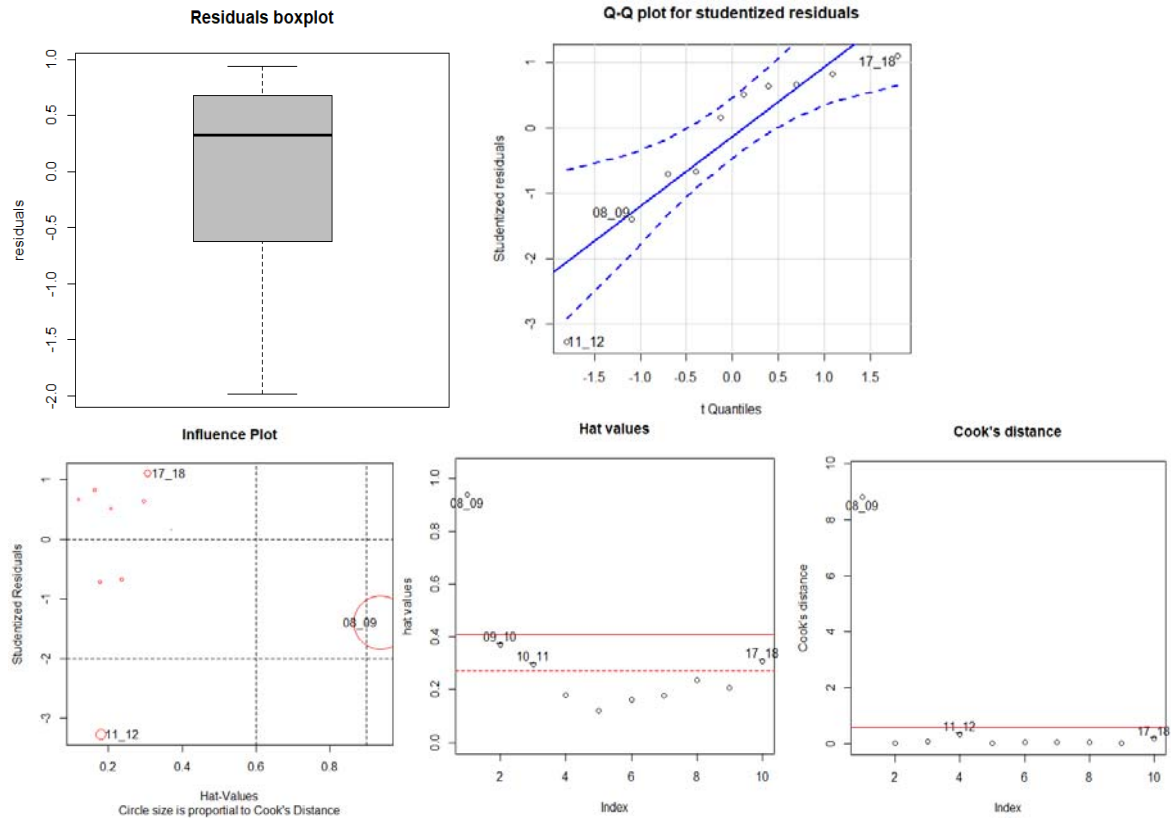 Residuals boxplot
residuals
1.0
0.5
0.0
-0.5
-1.0
-1.5
-2.0
Q-Q plot for studentized residuals
Studentized residuals
1
0
-1
-2
-3
17_18
08_09
11_12
-1.5 -1.0 -0.5 0.0 0.5 1.0 1.5
t Quantiles
Influence Plot
Studentized Residuals
1
0
-1
-2
-3
17_18
08_09
11_12
0.2 0.4 0.6 0.8
Hat-Values
Circle size is proportial to Cook's Distance
Hat values
hat values
1.0
0.8
0.6
0.4
0.2
0.0
08_09
09_10
10_11
17_18
2 4 6 8 10
Index
Cook's distance
Cook's distance
10
8
6
4
2
0
08_09
11_12
17_18
2 4 6 8 10
Index